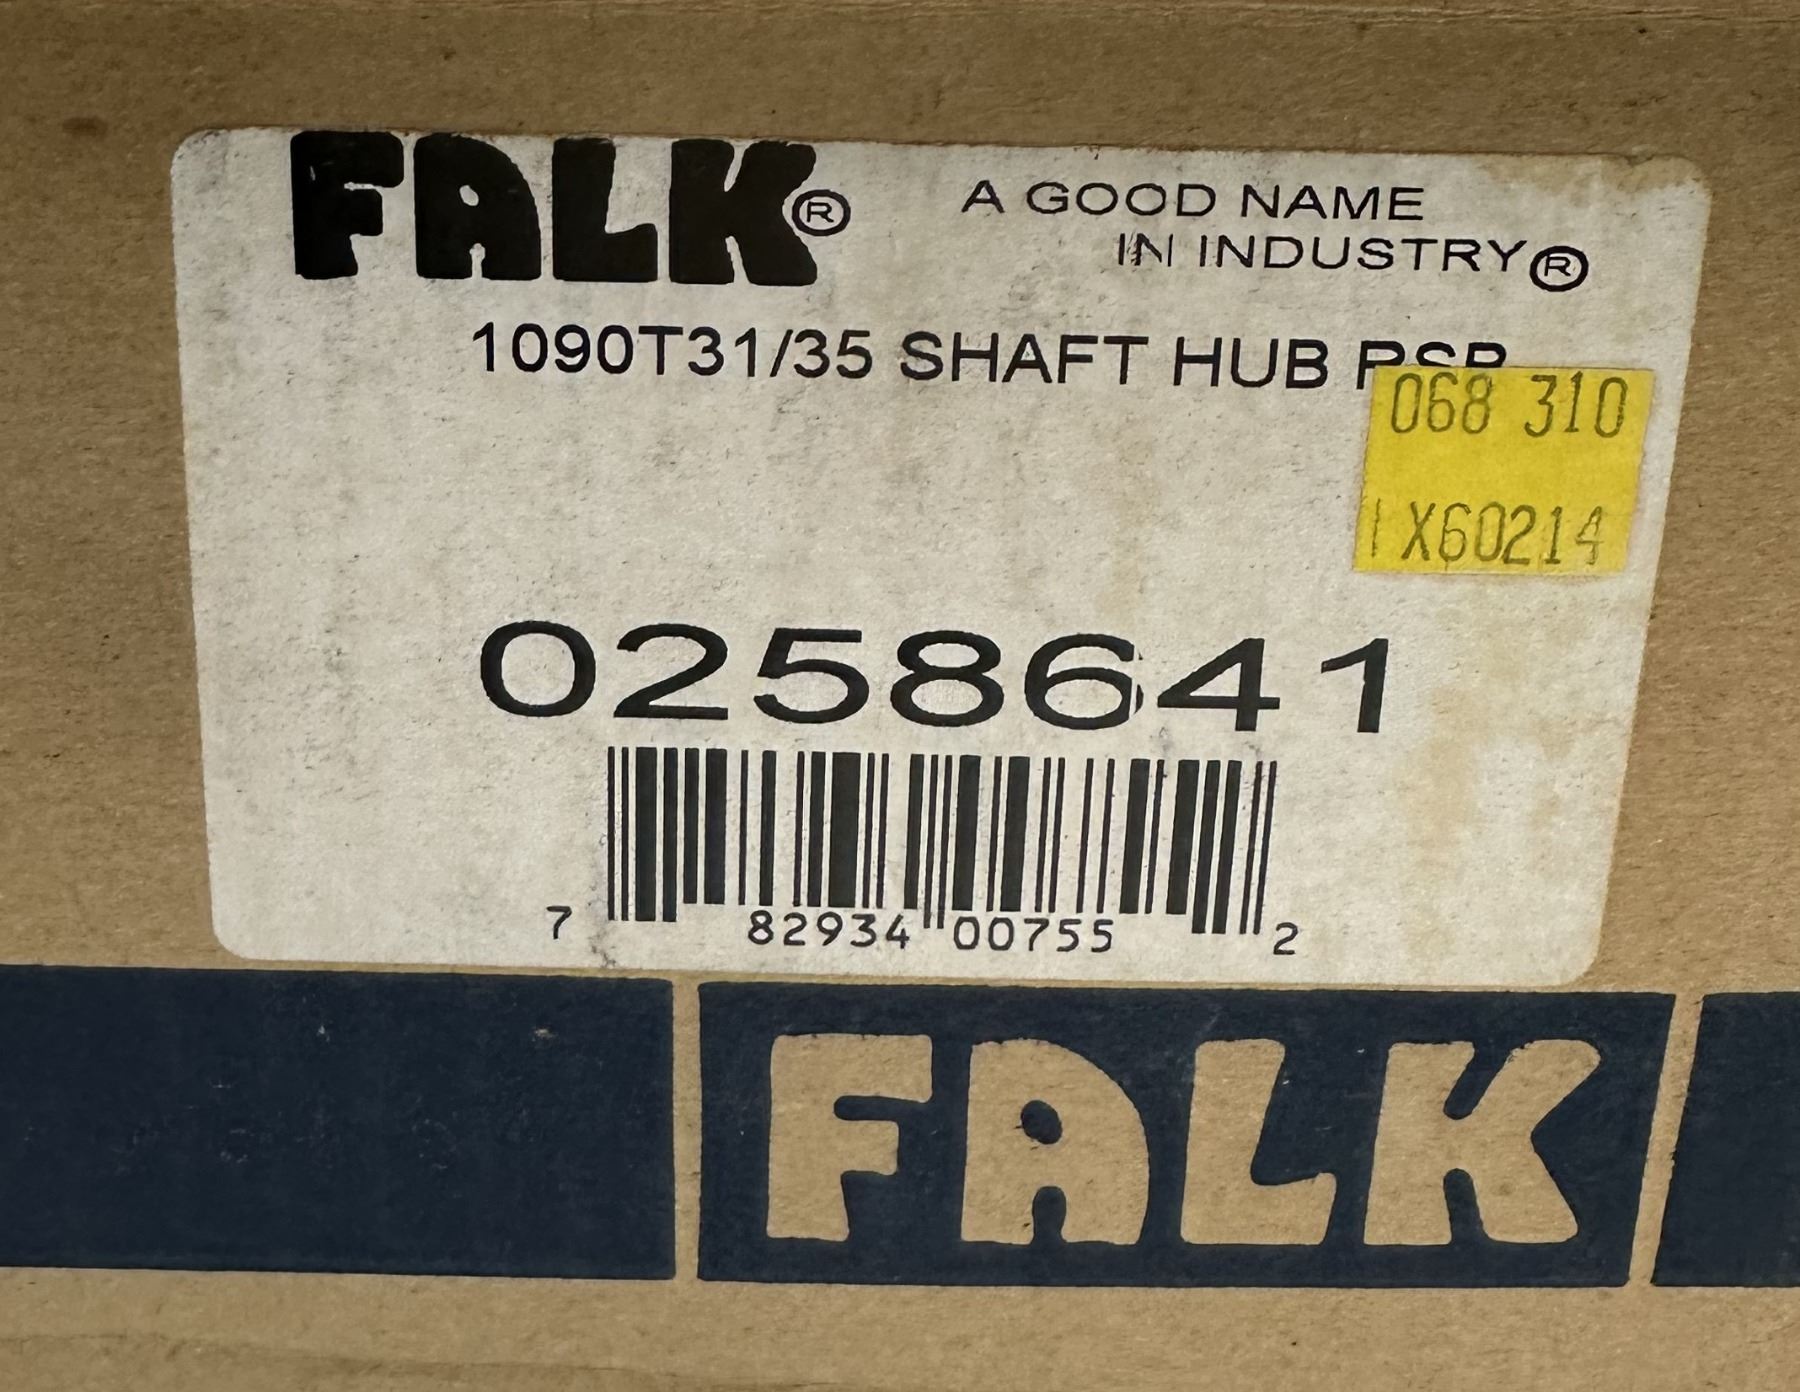 FALK®
A GOOD NAME
IN INDUSTRY®
1090T31/35 SHAFT HUB
068 310
X60214
0258641
7 82934 00755 2
FALK